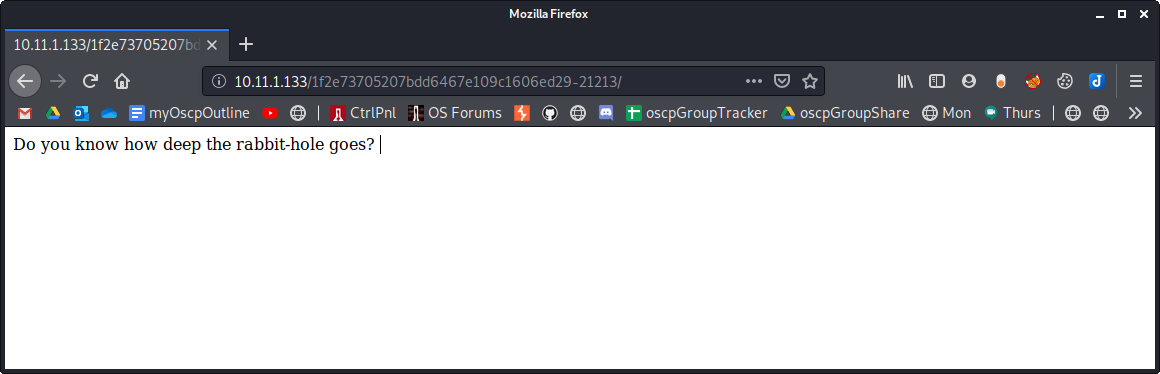 Mozilla Firefox
10.11.1.133/1f2e73705207bd
10.11.1.133/1f2e73705207bdd6467e109c1606ed29-21213/
myOscpOutline CtrlPnl OS Forums oscpGroupTracker oscpGroupShare Mon Thurs
Do you know how deep the rabbit-hole goes?